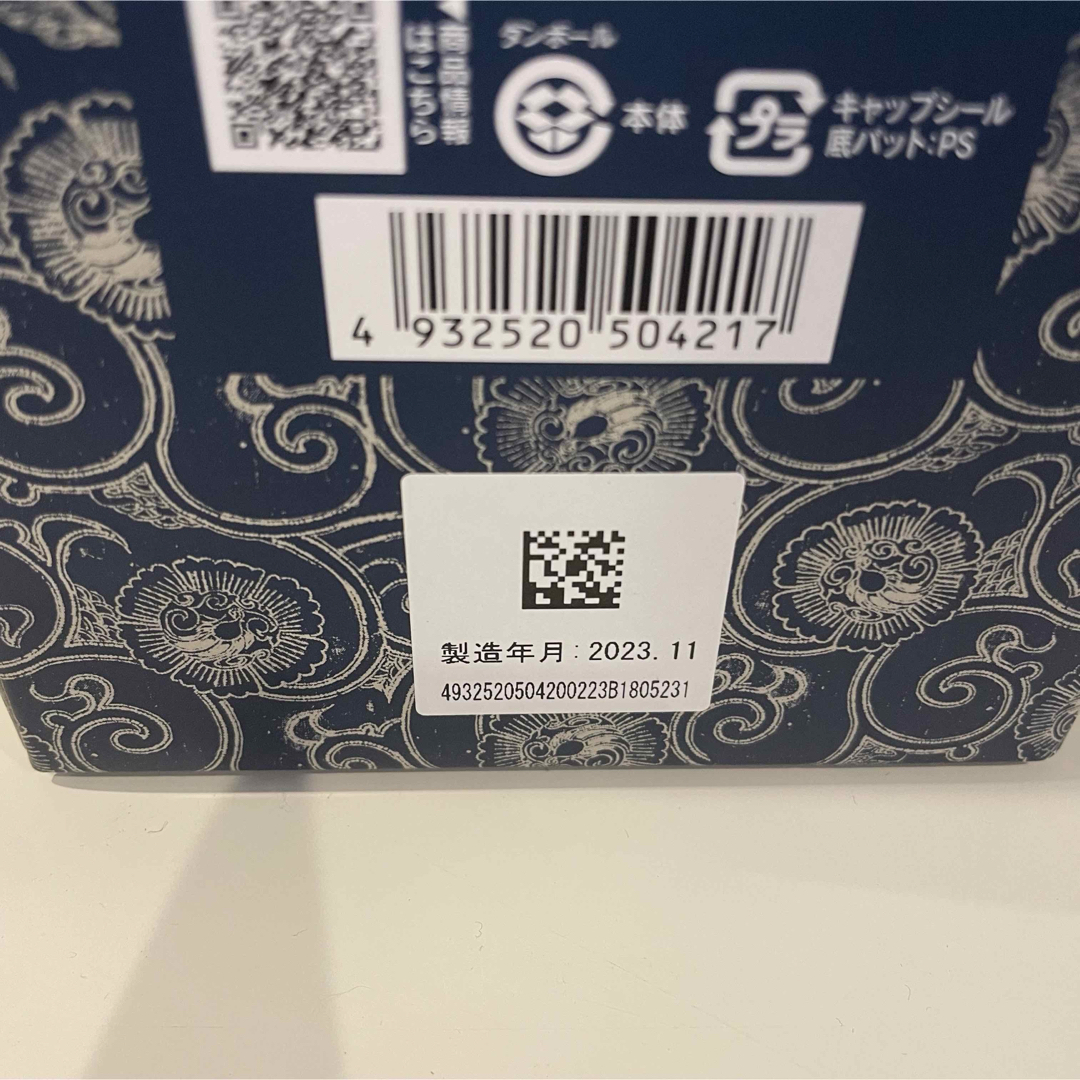 ◀商品情報
はこちら
ダンボール
本体
プラ
キャップシール
底パット:PS
4 932520 504217
製造年月:2023.11
4932520504200223B1805231